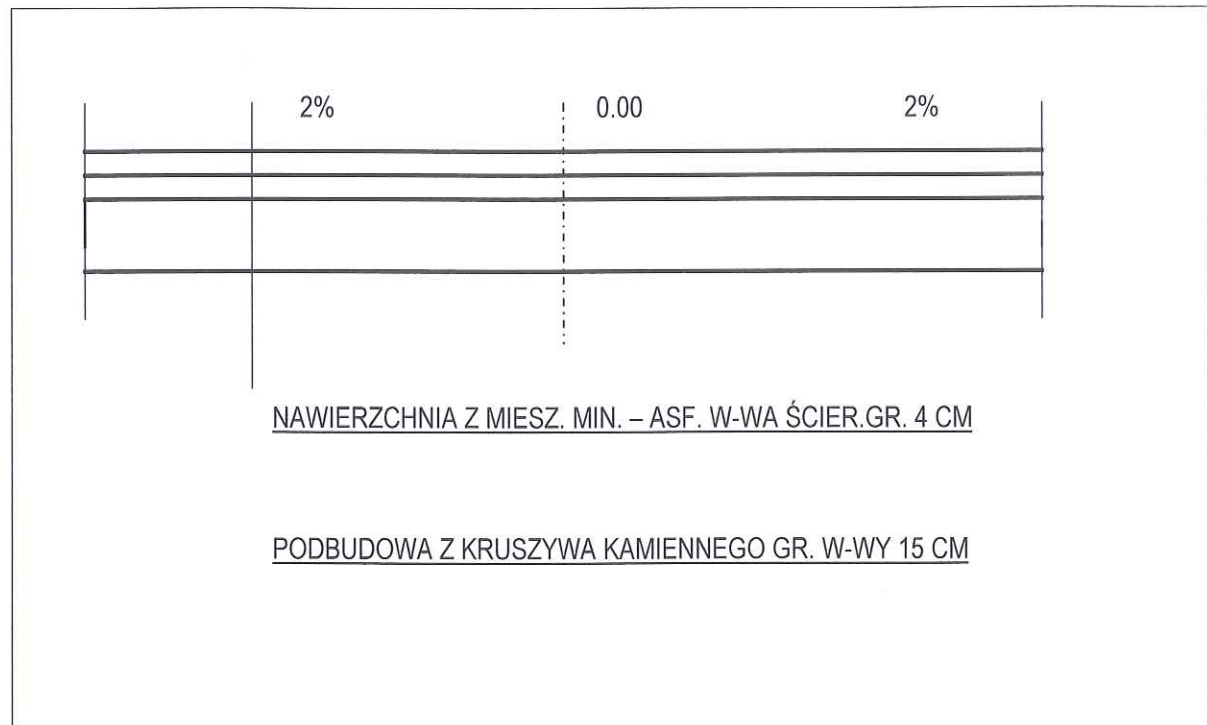 2% 0.00 2%
NAWIERZCHNIA Z MIESZ. MIN. – ASF. W-WA ŚCIER.GR. 4 CM
PODBUDOWA Z KRUSZYWA KAMIENNEGO GR. W-WY 15 CM